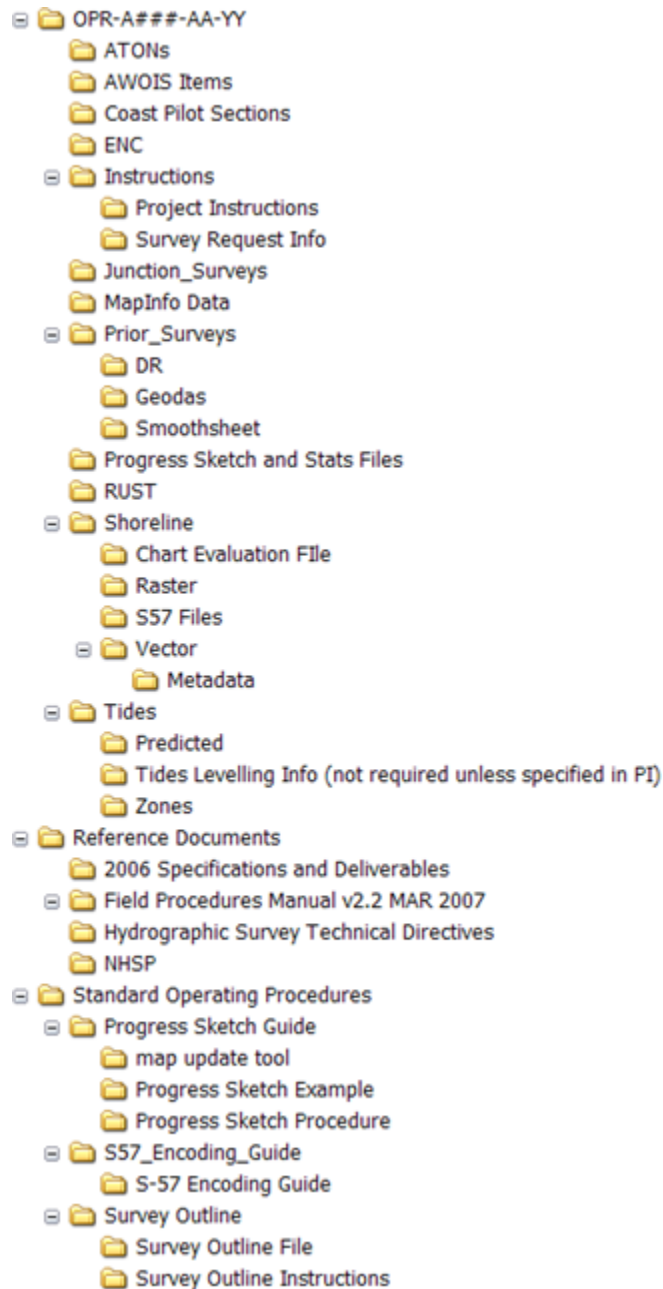 OPR-A###-AA-YY
ATONs
AWOIS Items
Coast Pilot Sections
ENC
Instructions
Project Instructions
Survey Request Info
Junction_Surveys
MapInfo Data
Prior_Surveys
DR
Geodas
Smoothsheet
Progress Sketch and Stats Files
RUST
Shoreline
Chart Evaluation FIle
Raster
S57 Files
Vector
Metadata
Tides
Predicted
Tides Levelling Info (not required unless specified in PI)
Zones
Reference Documents
2006 Specifications and Deliverables
Field Procedures Manual v2.2 MAR 2007
Hydrographic Survey Technical Directives
NHSP
Standard Operating Procedures
Progress Sketch Guide
map update tool
Progress Sketch Example
Progress Sketch Procedure
S57_Encoding_Guide
S-57 Encoding Guide
Survey Outline
Survey Outline File
Survey Outline Instructions